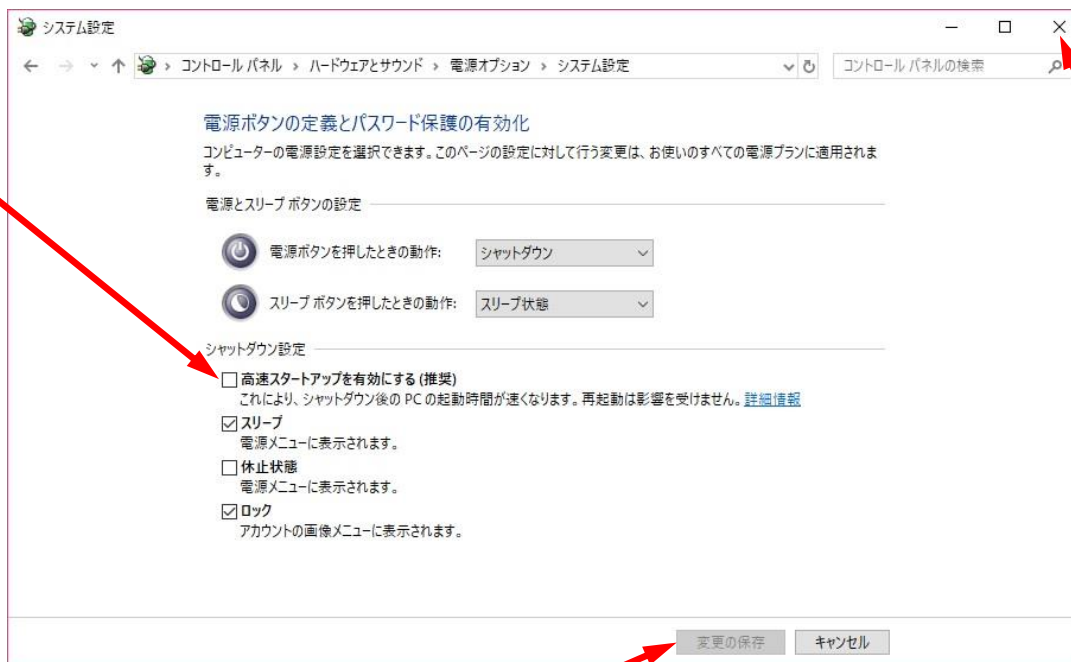 システム設定
コントロール パネル › ハードウェアとサウンド › 電源オプション › システム設定
コントロール パネルの検索
電源ボタンの定義とパスワード保護の有効化
コンピューターの電源設定を選択できます。このページの設定に対して行う変更は、お使いのすべての電源プランに適用されま
す。
電源とスリープ ボタンの設定
電源ボタンを押したときの動作: シャットダウン
スリープ ボタンを押したときの動作: スリープ状態
シャットダウン設定
高速スタートアップを有効にする (推奨)
これにより、シャットダウン後の PC の起動時間が速くなります。再起動は影響を受けません。詳細情報
スリープ
電源メニューに表示されます。
休止状態
電源メニューに表示されます。
ロック
アカウントの画像メニューに表示されます。
変更の保存 キャンセル